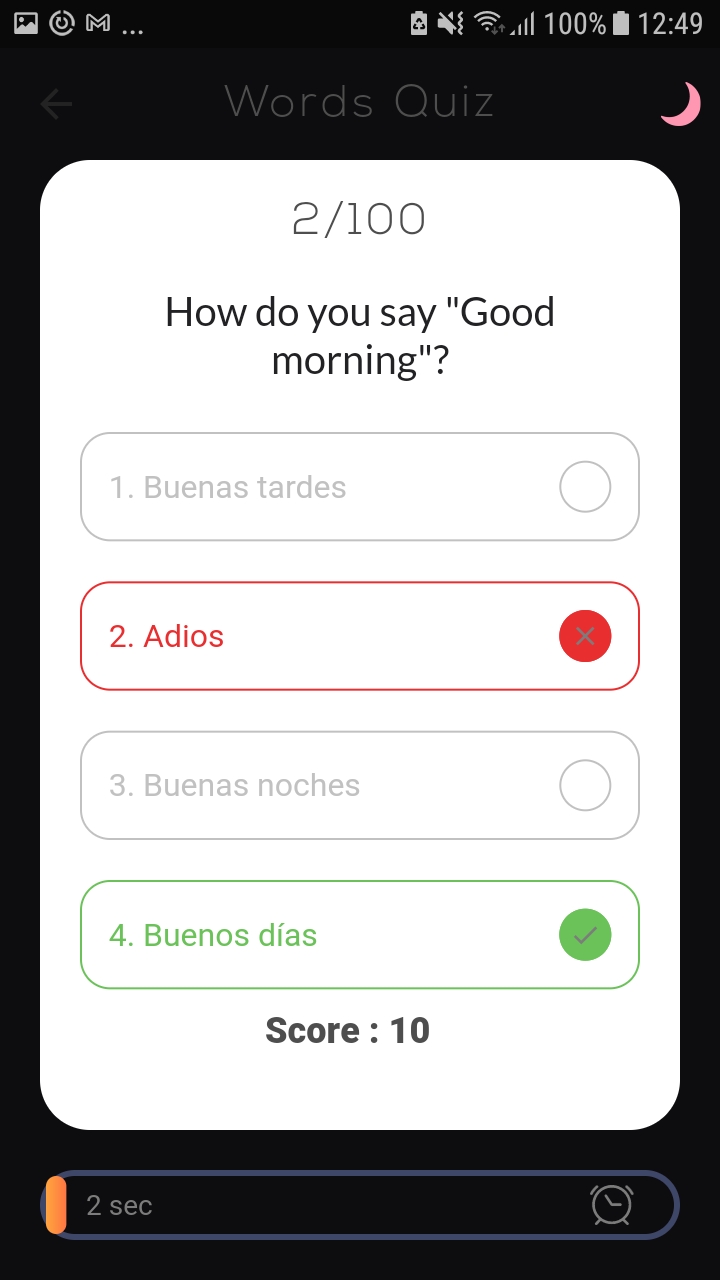 ... 100% 12:49
Words Quiz
2/100
How do you say "Good
morning"?
1. Buenas tardes
2. Adios
3. Buenas noches
4. Buenos días
Score : 10
2 sec